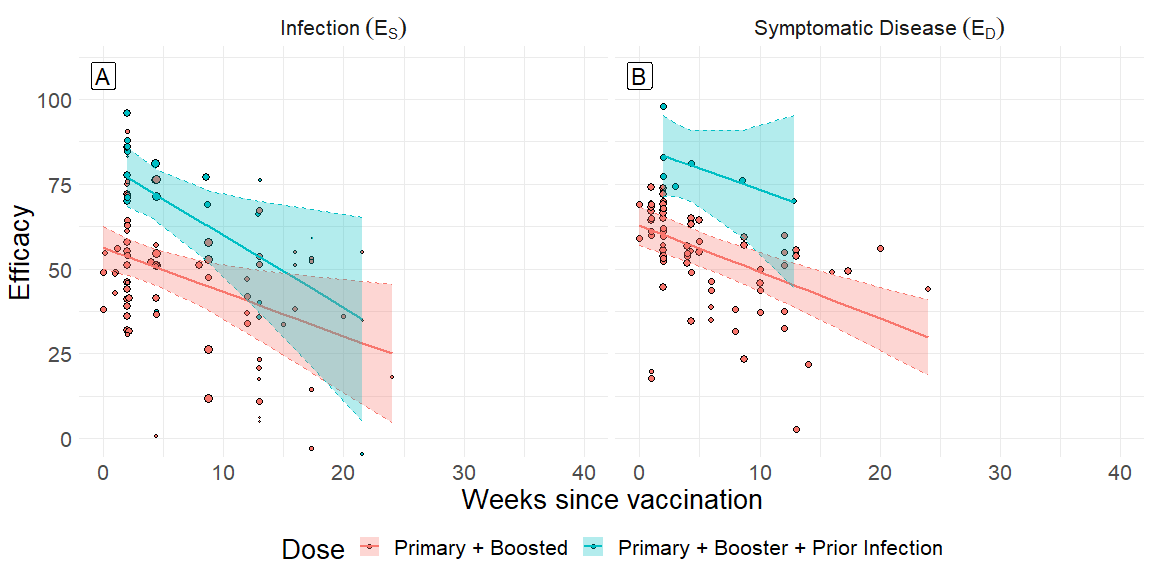 Infection (ES)
Symptomatic Disease (ED)
A
B
Efficacy
100
75
50
25
0
0 10 20 30 40
0 10 20 30 40
Weeks since vaccination
Dose Primary + Boosted Primary + Booster + Prior Infection